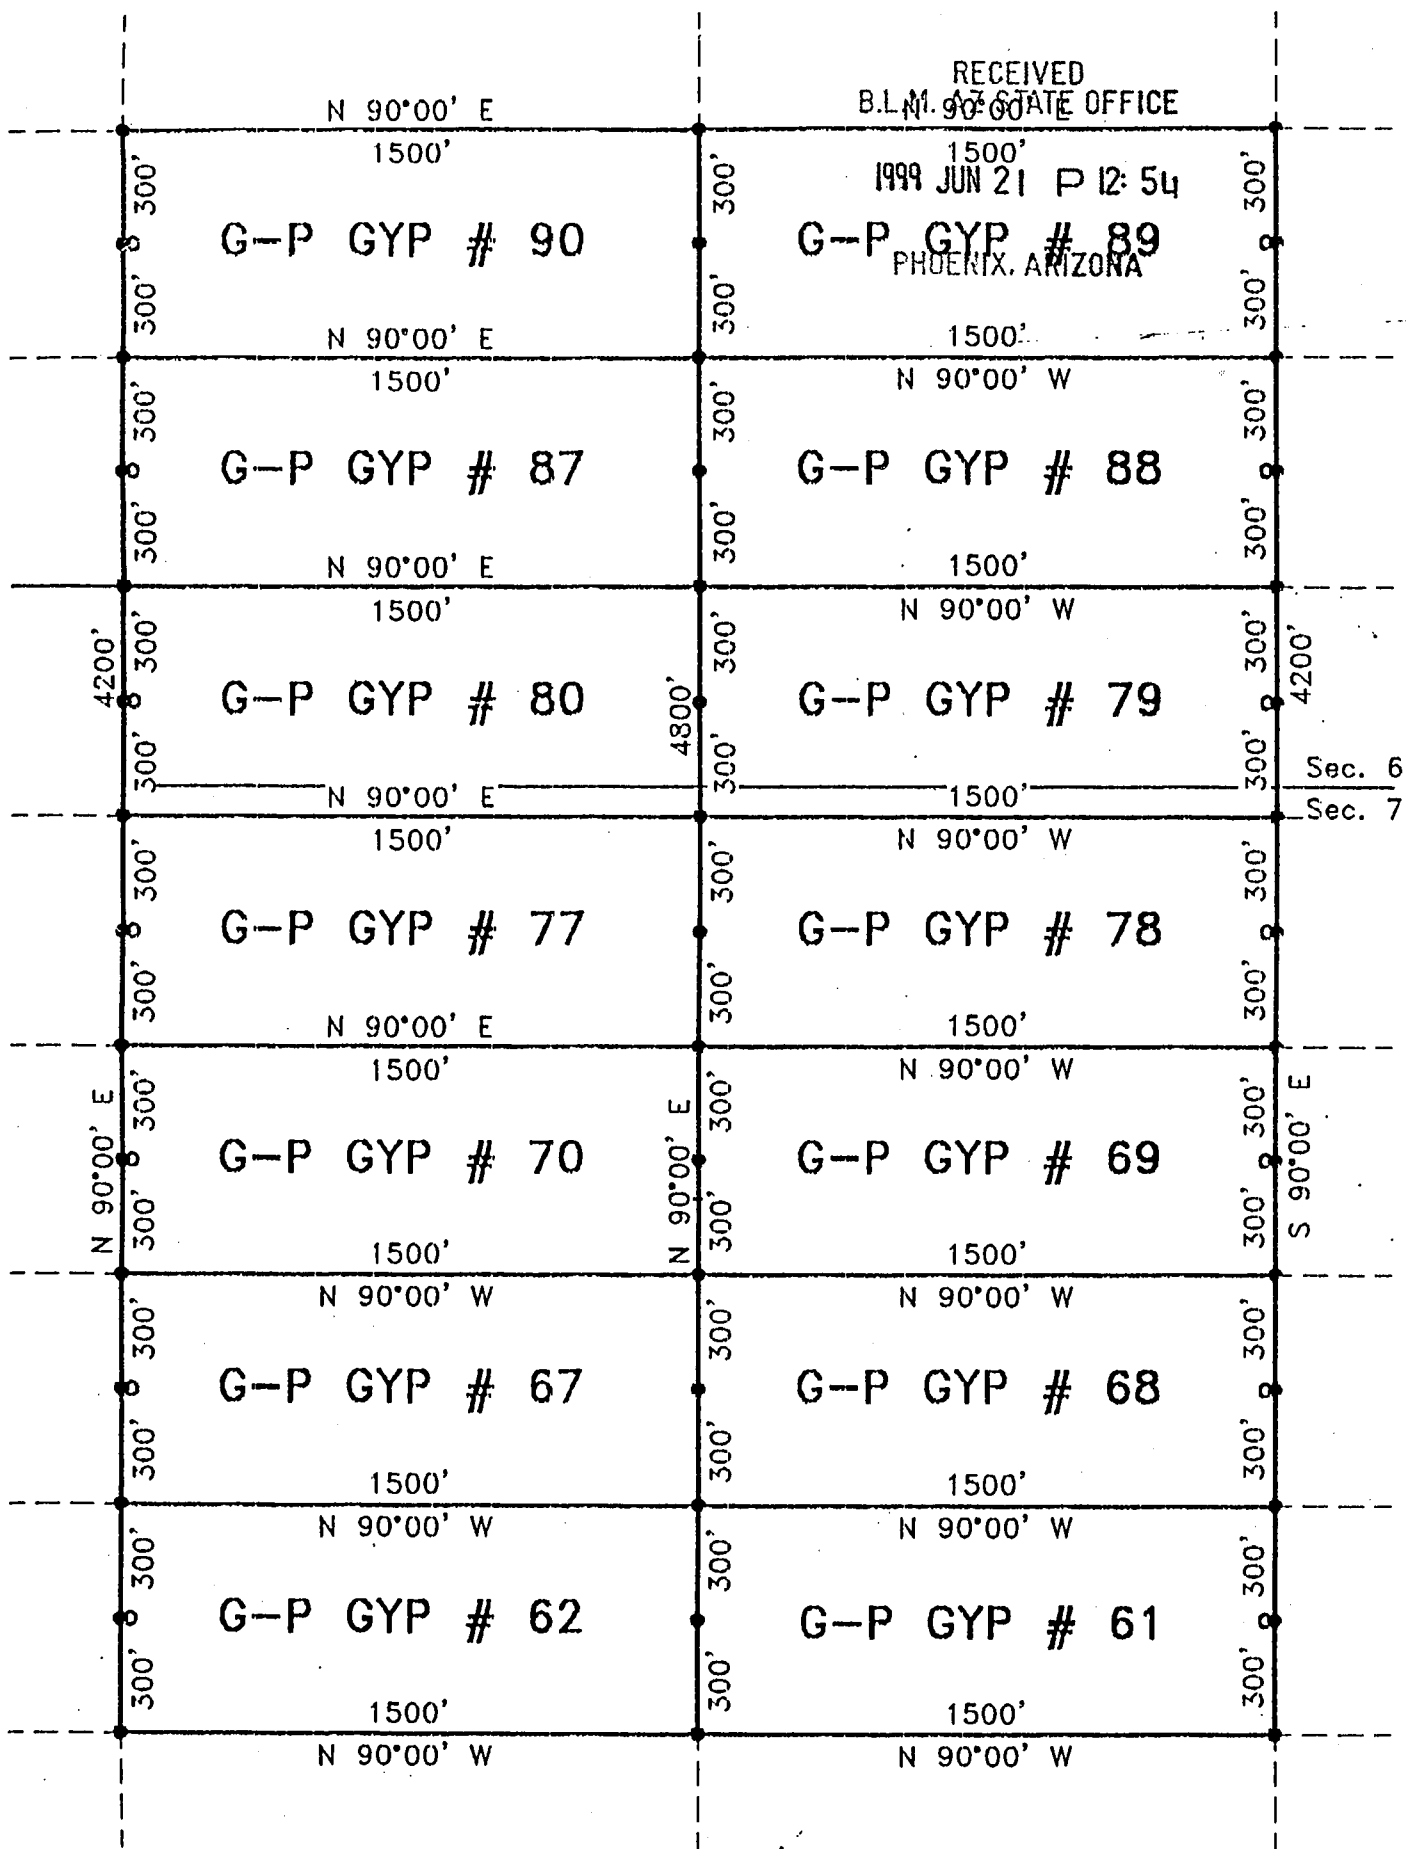 RECEIVED
B.L.M. AZ STATE OFFICE
N 90°00' E
N 90°00' E
1500'
1500'
1999 JUN 21 P 12:54
300'
300'
300'
G-P GYP # 90
G-P GYP # 89
PHOENIX, ARIZONA
300'
300'
300'
N 90°00' E
1500'
1500'
N 90°00' W
300'
300'
300'
G-P GYP # 87
G-P GYP # 88
300'
300'
300'
N 90°00' E
1500'
1500'
N 90°00' W
4200'
300'
300'
300'
4200'
G-P GYP # 80
4800'
G-P GYP # 79
300'
300'
300'
Sec. 6
N 90°00' E
1500'
Sec. 7
1500'
N 90°00' W
300'
300'
300'
G-P GYP # 77
G-P GYP # 78
300'
300'
300'
N 90°00' E
1500'
1500'
N 90°00' W
N 90°00' E
300'
N 90°00' E
300'
300'
S 90°00' E
G-P GYP # 70
G-P GYP # 69
300'
300'
300'
1500'
1500'
N 90°00' W
N 90°00' W
300'
300'
300'
G-P GYP # 67
G-P GYP # 68
300'
300'
300'
1500'
1500'
N 90°00' W
N 90°00' W
300'
300'
300'
G-P GYP # 62
G-P GYP # 61
300'
300'
300'
1500'
1500'
N 90°00' W
N 90°00' W